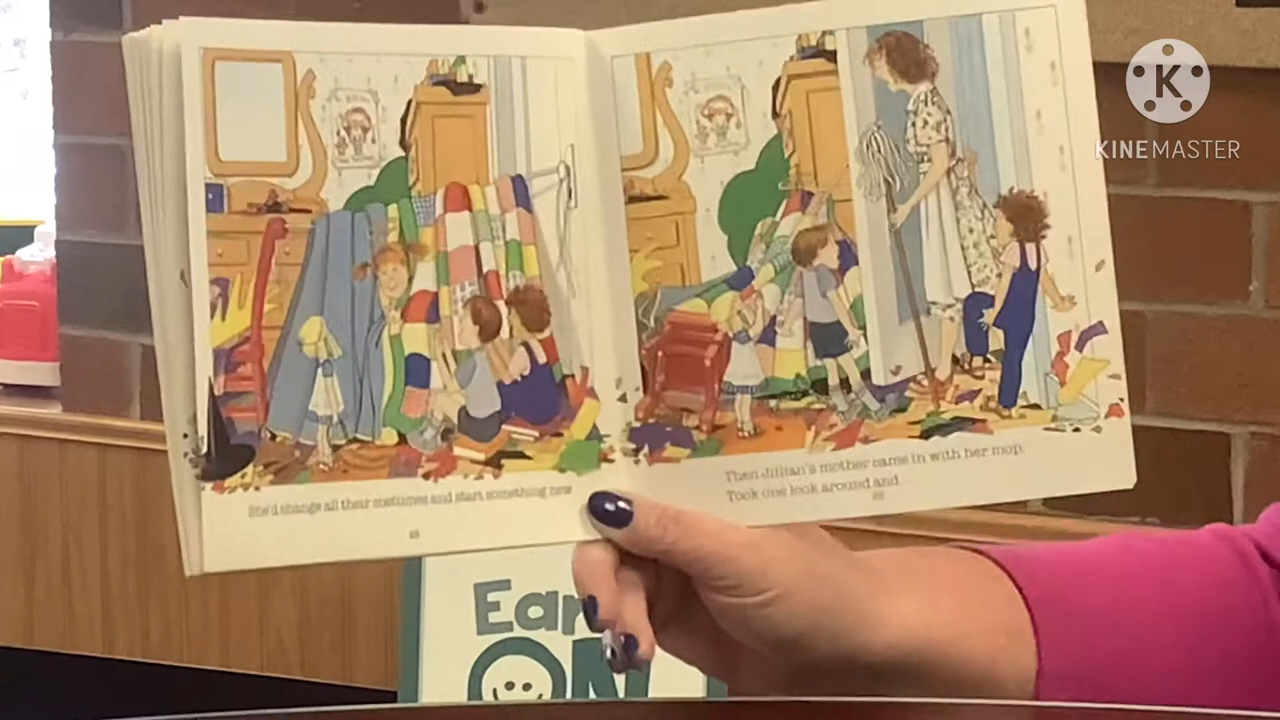 She'd change all their costumes and start something new
Then Jillian's mother came in with her mop,
Took one look around and
KINEMASTER
Ear
ON